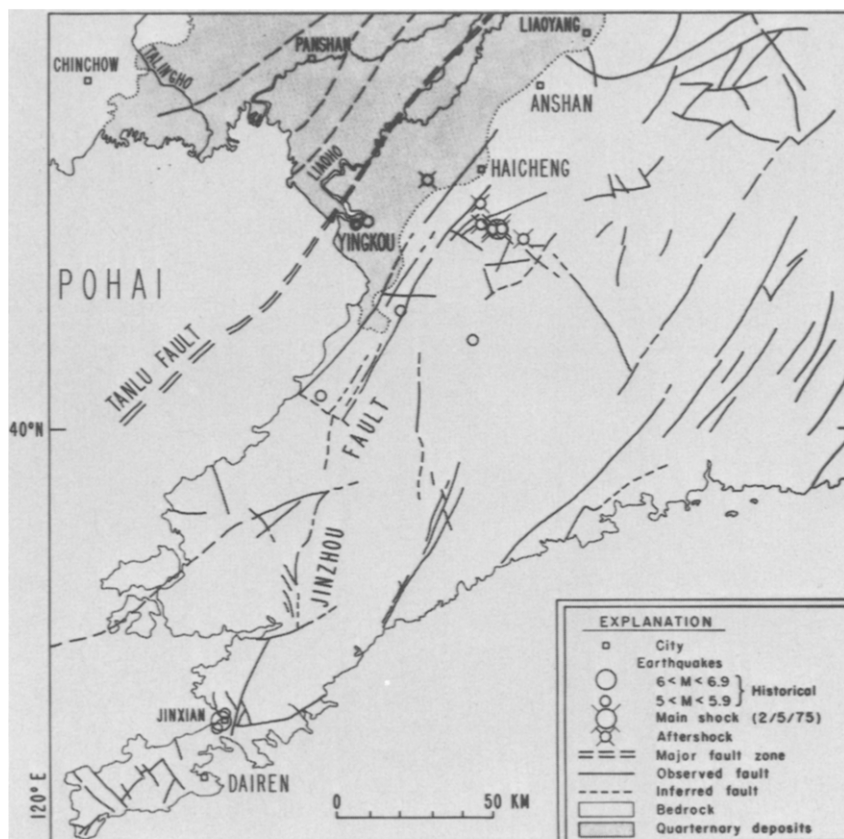 LIAOYANG
PANSHAN
CHINCHOW
TALINGHO
ANSHAN
LIAOHO
HAICHENG
YINGKOU
POHAI
TANLU FAULT
40°N
FAULT
JINZHOU
JINXIAN
DAIREN
120° E
0 50 KM
EXPLANATION
City
Earthquakes
6 < M < 6.9
5 < M < 5.9
Historical
Main shock (2/5/75)
Aftershock
Major fault zone
Observed fault
Inferred fault
Bedrock
Quarternary deposits